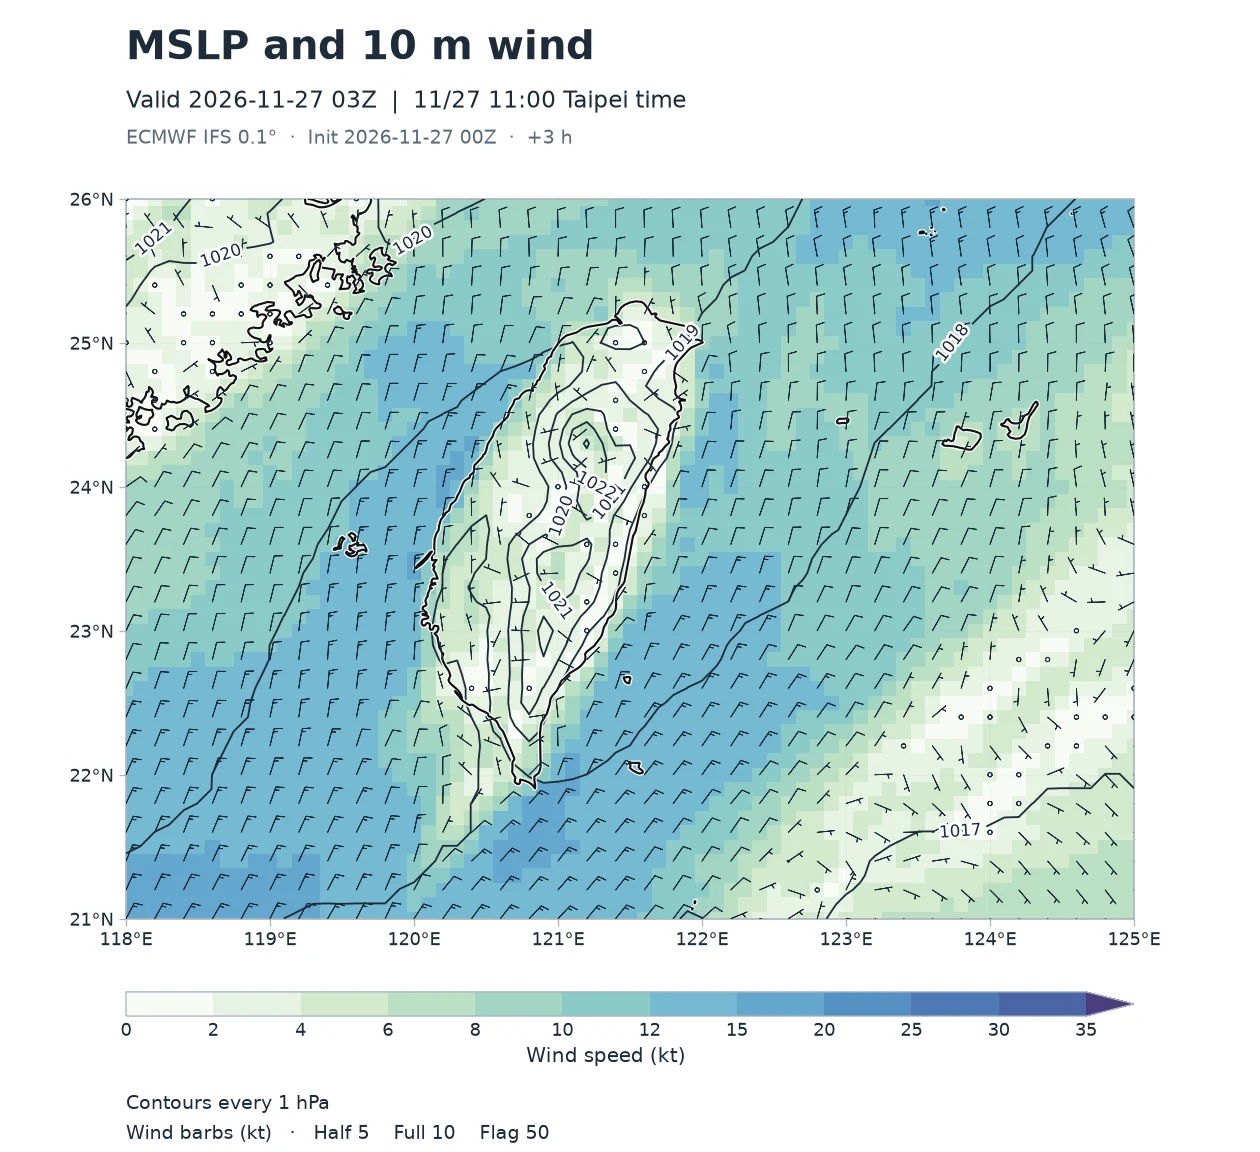 MSLP and 10 m wind
Valid 2026-11-27 03Z | 11/27 11:00 Taipei time
ECMWF IFS 0.1° · Init 2026-11-27 00Z · +3 h
26°N
1021
1020
1020
25°N
1019
1018
24°N
1022
1020
23°N
1021
22°N
1017
21°N
118°E 119°E 120°E 121°E 122°E 123°E 124°E 125°E
0 2 4 6 8 10 12 15 20 25 30 35
Wind speed (kt)
Contours every 1 hPa
Wind barbs (kt) · Half 5 Full 10 Flag 50